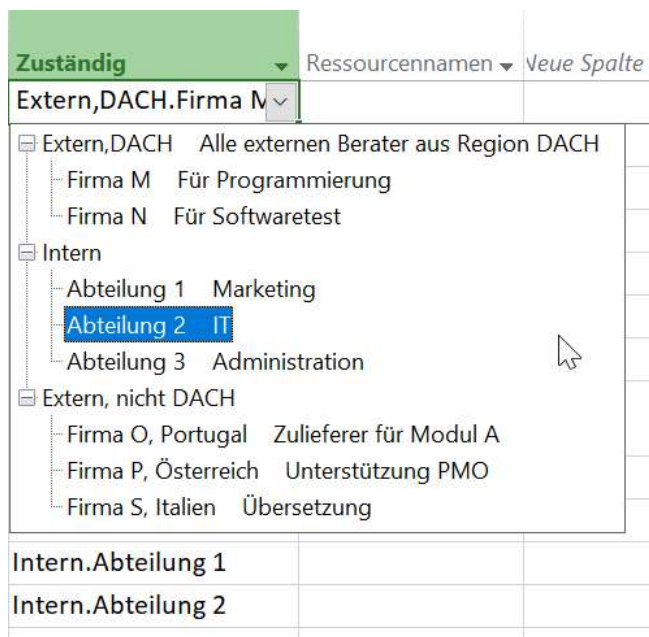 Zuständig Ressourcennamen Neue Spalte
Extern,DACH.Firma M
Extern,DACH Alle externen Berater aus Region DACH
Firma M Für Programmierung
Firma N Für Softwaretest
Intern
Abteilung 1 Marketing
Abteilung 2 IT
Abteilung 3 Administration
Extern, nicht DACH
Firma O, Portugal Zulieferer für Modul A
Firma P, Österreich Unterstützung PMO
Firma S, Italien Übersetzung
Intern.Abteilung 1
Intern.Abteilung 2